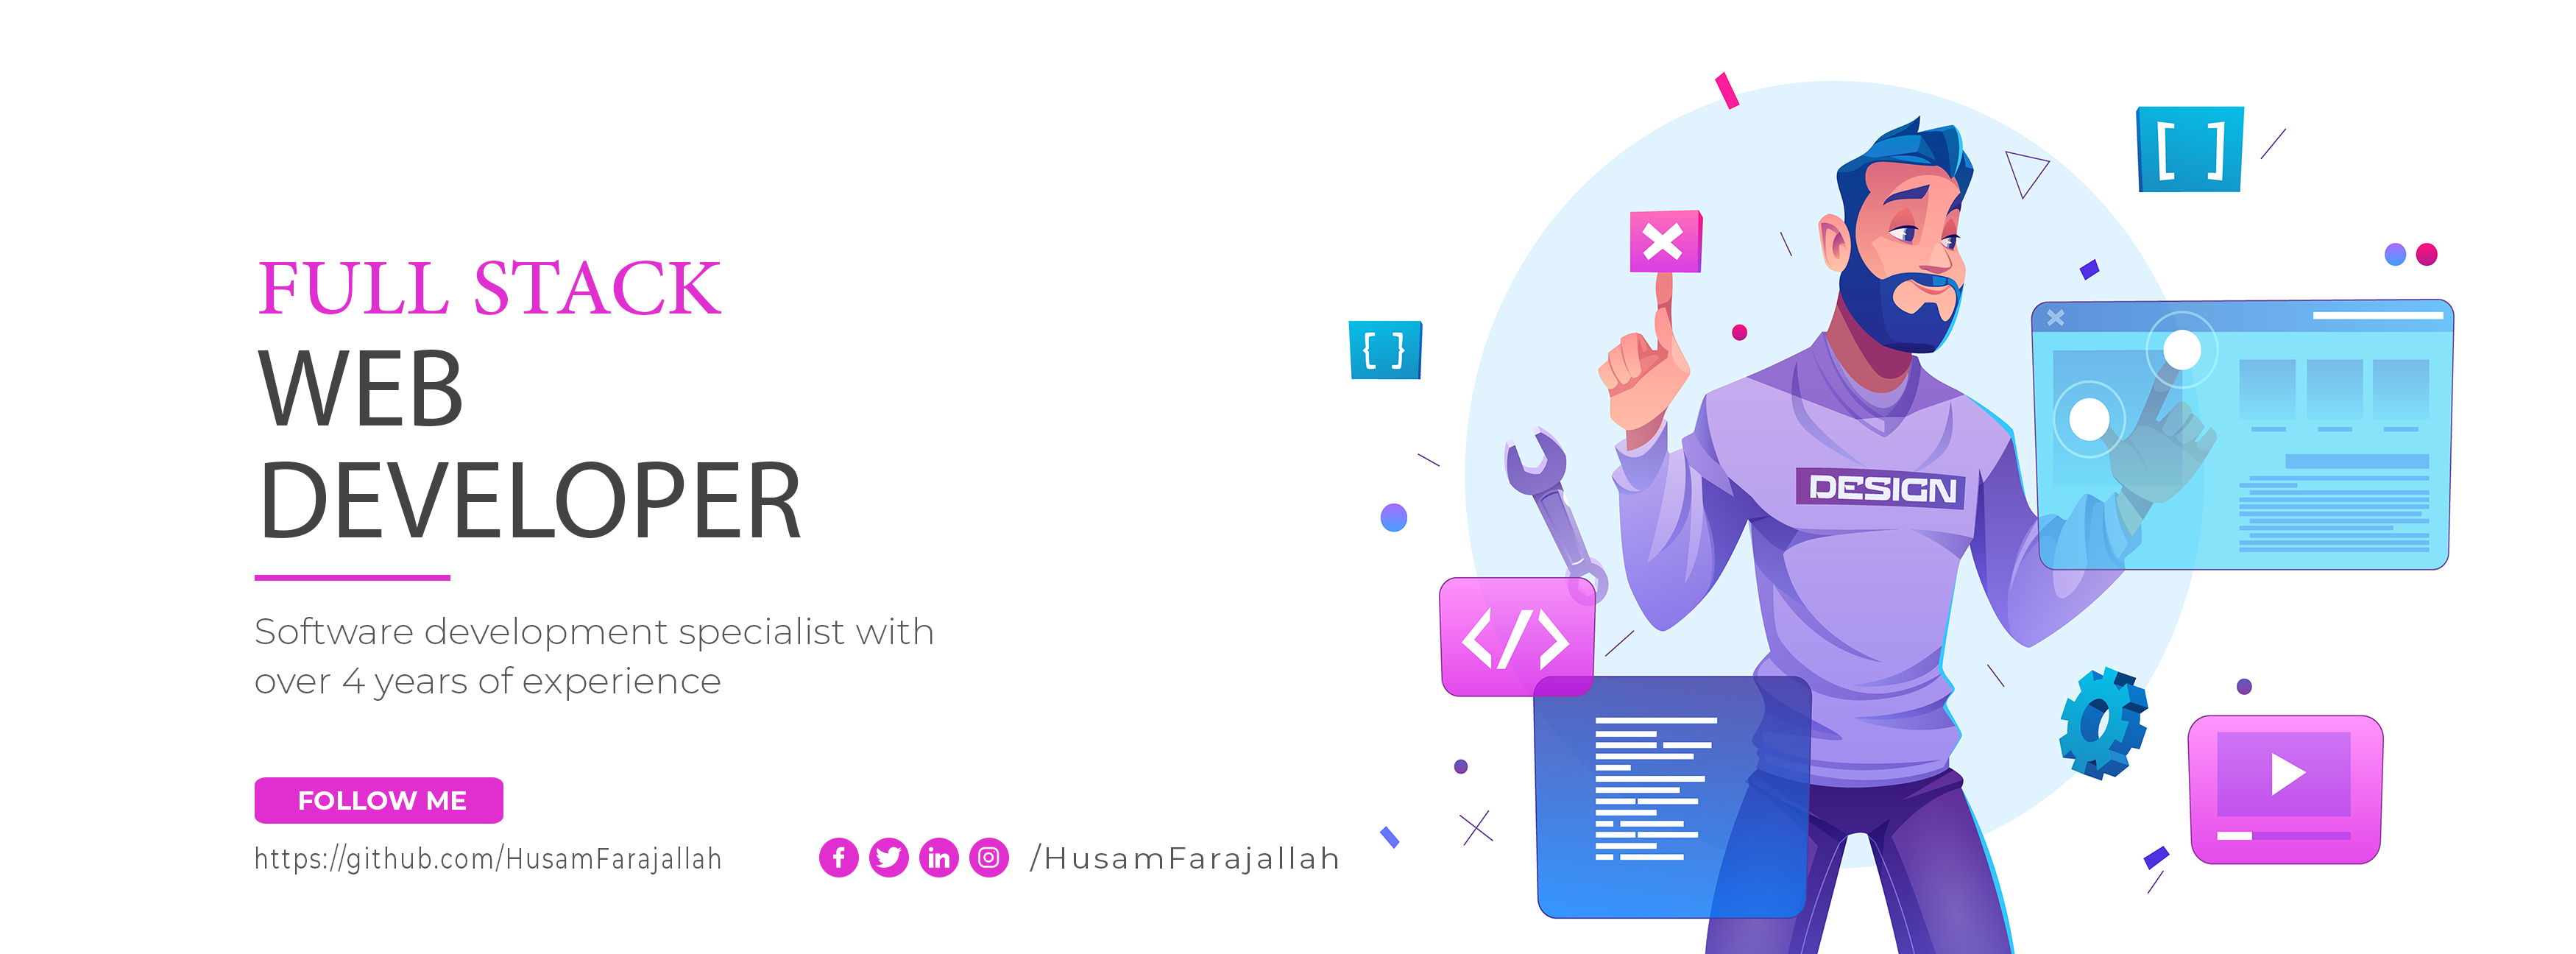 FULL STACK
WEB
DEVELOPER
Software development specialist with
over 4 years of experience
FOLLOW ME
https://github.com/HusamFarajallah
/HusamFarajallah
DESIGN
[ ]
{ }
</>